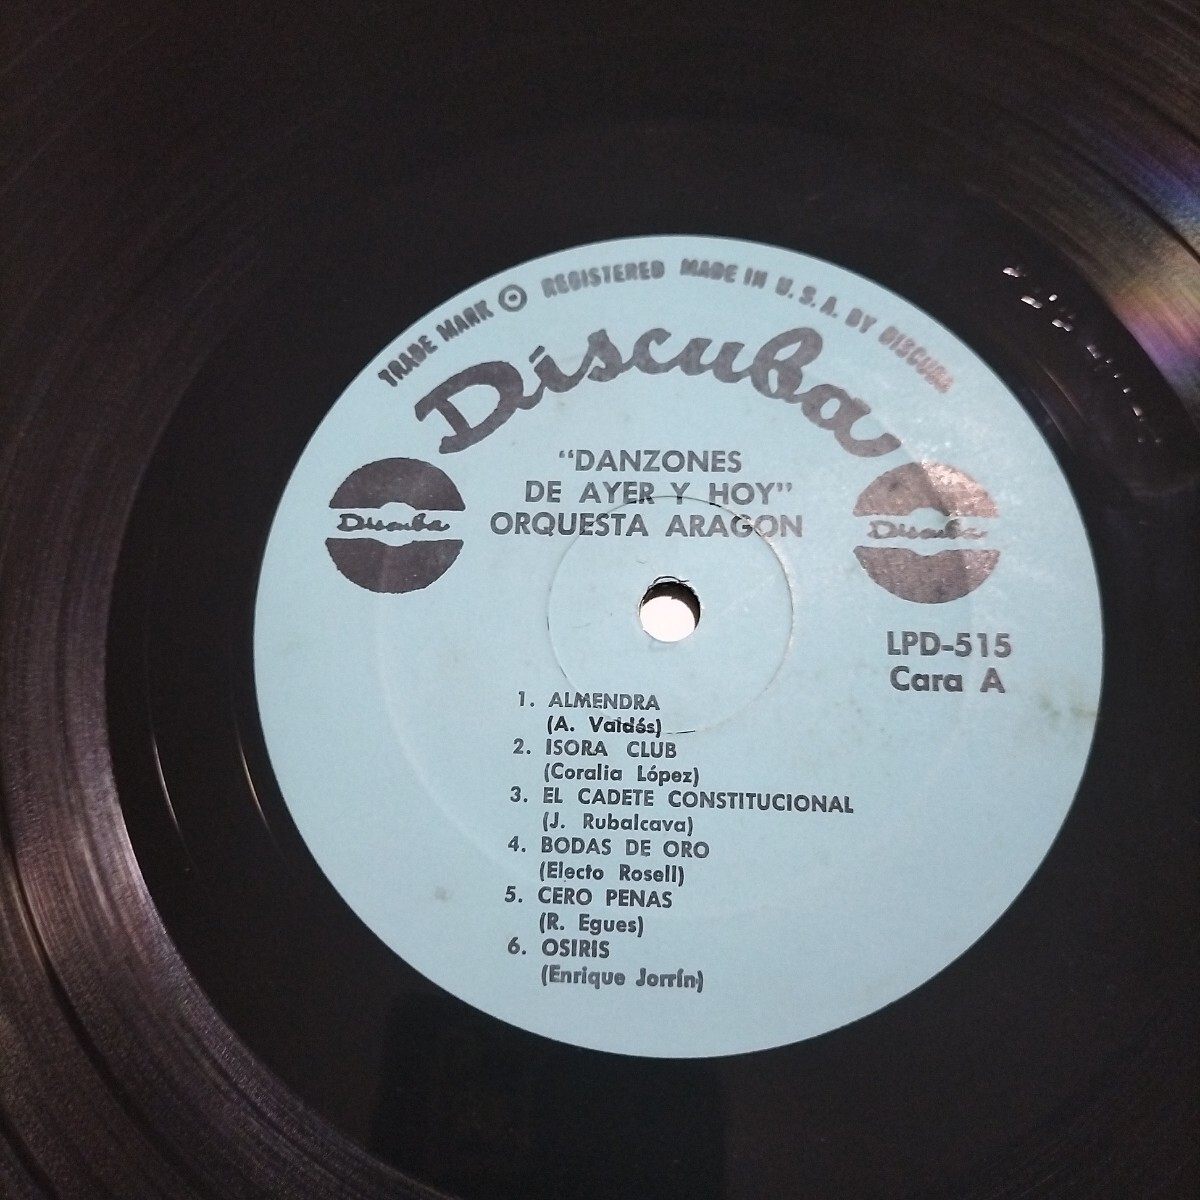 TRADE MARK REGISTERED MADE IN U.S.A. BY DISCUBA
Discuba
"DANZONES
DE AYER Y HOY"
ORQUESTA ARAGON
Discuba
Discuba
LPD-515
Cara A
1. ALMENDRA
(A. Valdés)
2. ISORA CLUB
(Coralia López)
3. EL CADETE CONSTITUCIONAL
(J. Rubalcava)
4. BODAS DE ORO
(Electo Rosell)
5. CERO PENAS
(R. Egues)
6. OSIRIS
(Enrique Jorrín)